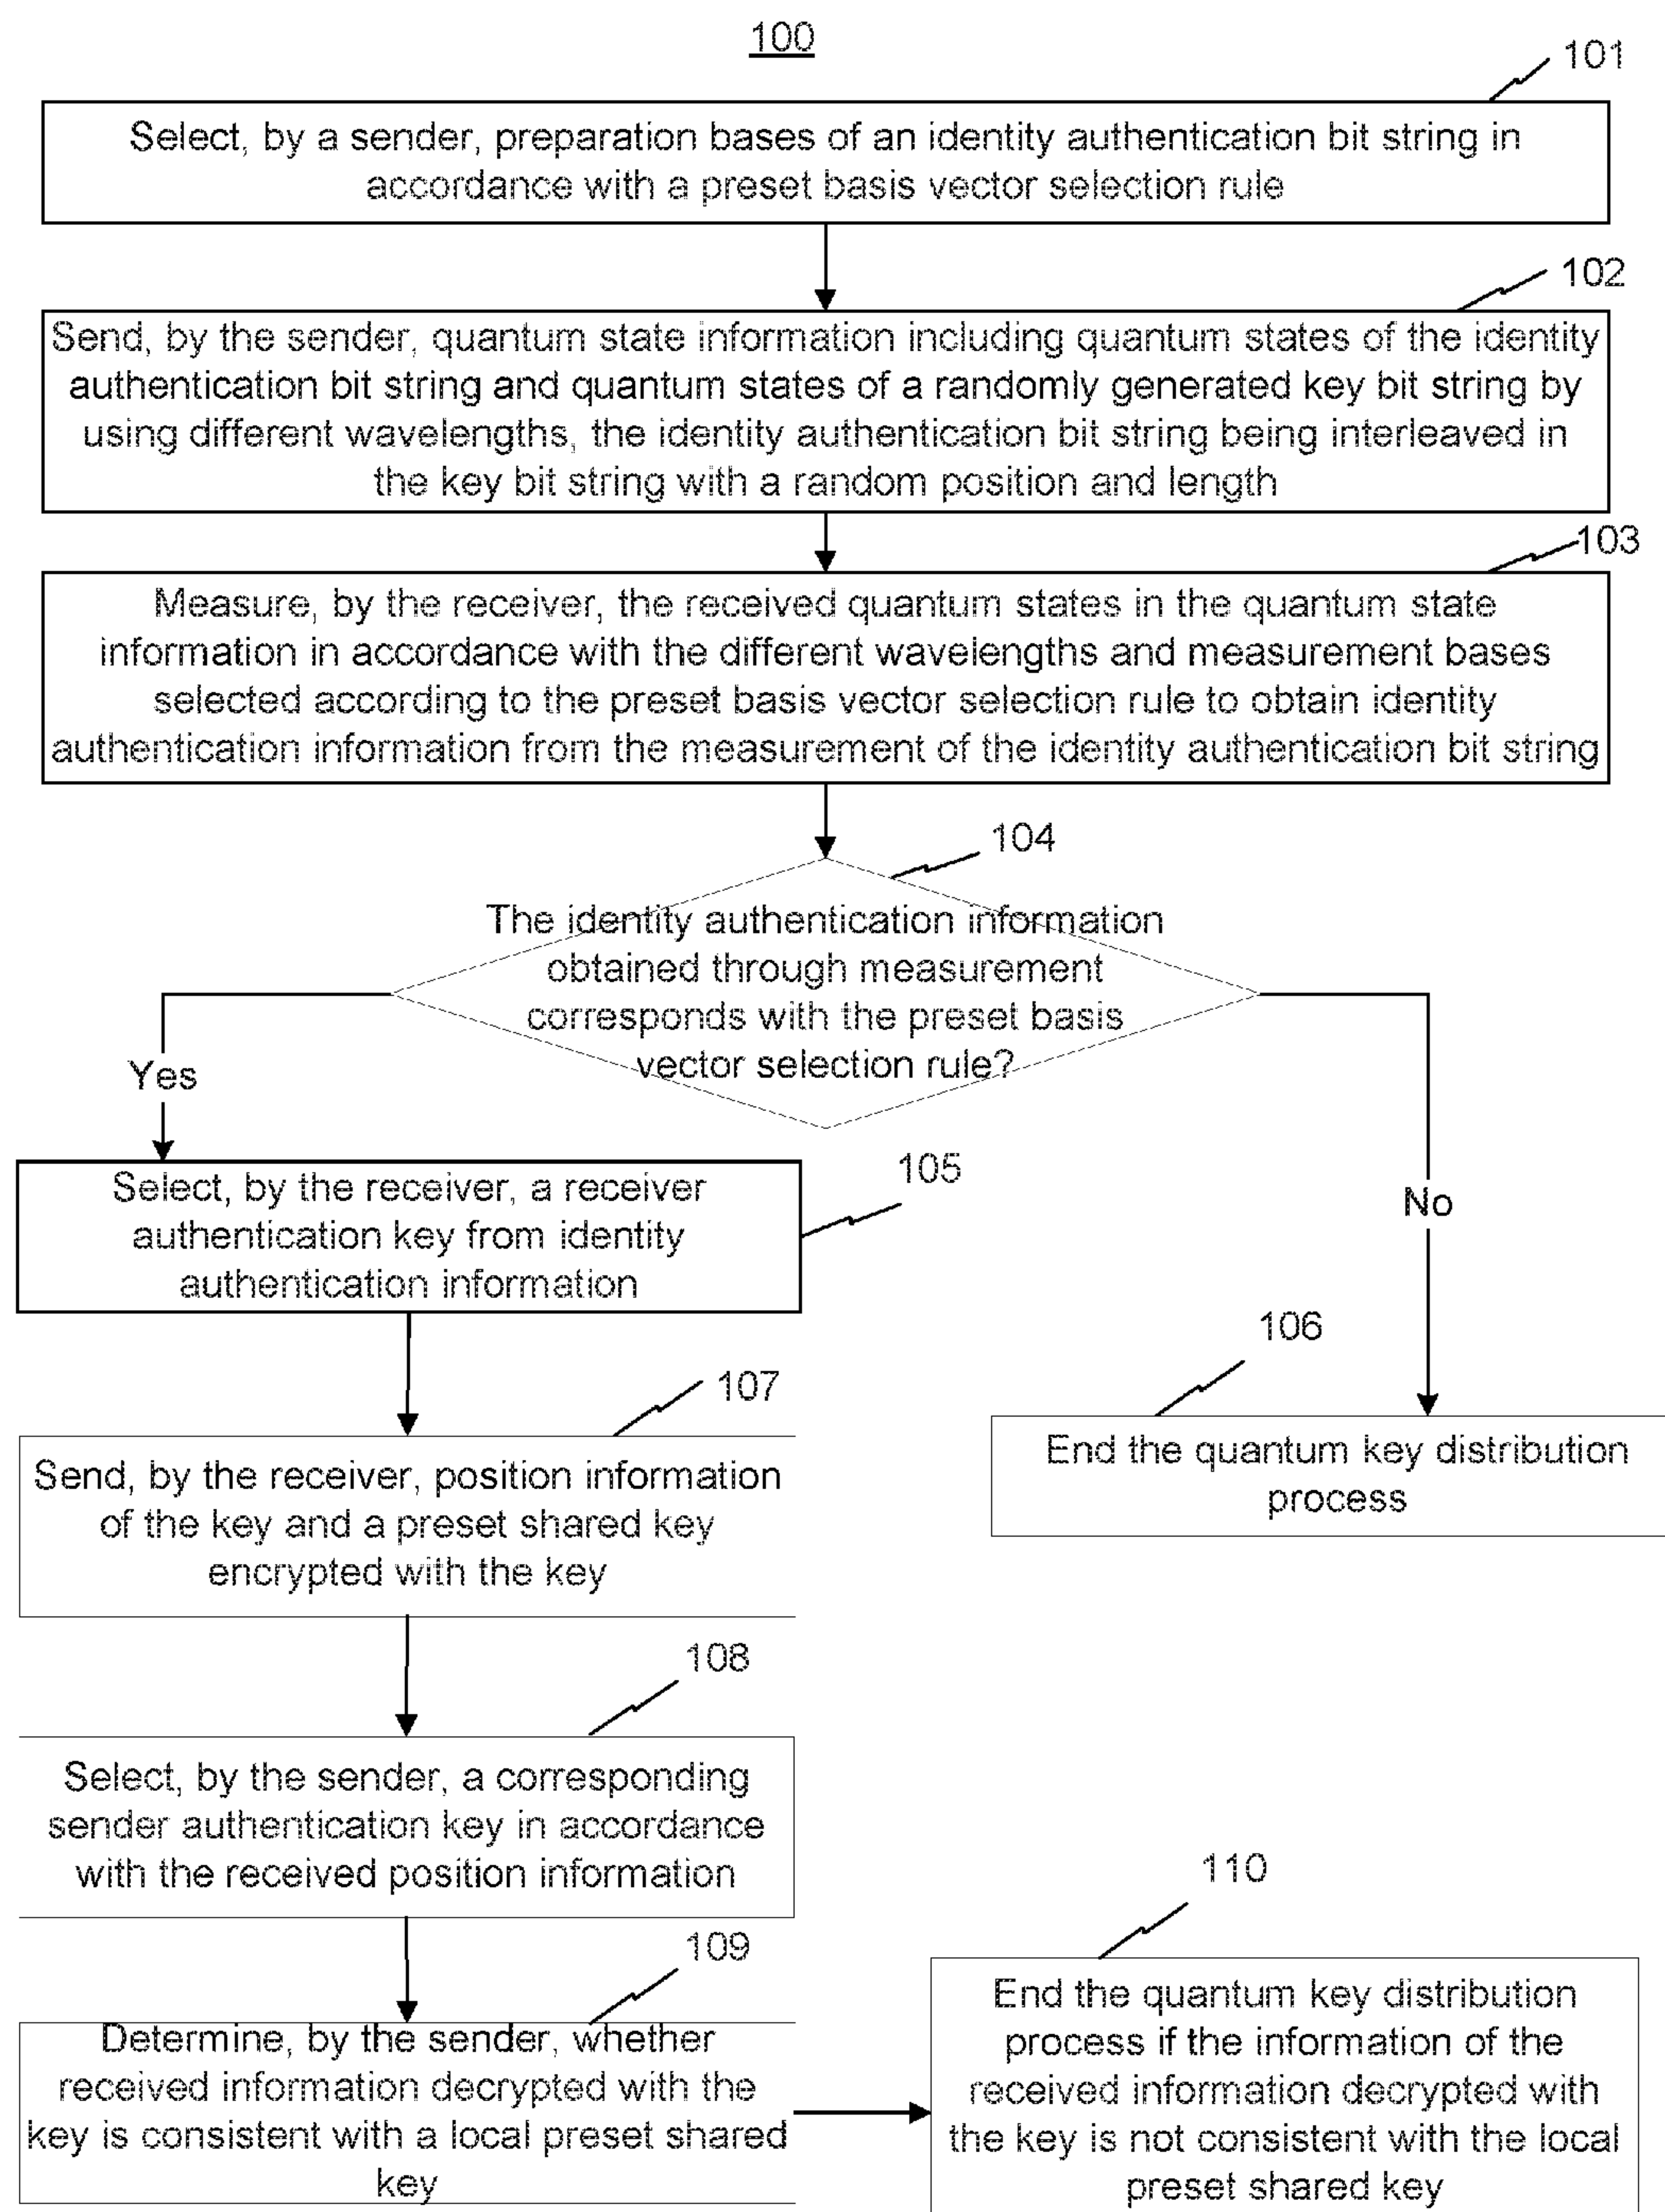 100
101
Select, by a sender, preparation bases of an identity authentication bit string in
accordance with a preset basis vector selection rule
102
Send, by the sender, quantum state information including quantum states of the identity
authentication bit string and quantum states of a randomly generated key bit string by
using different wavelengths, the identity authentication bit string being interleaved in
the key bit string with a random position and length
103
Measure, by the receiver, the received quantum states in the quantum state
information in accordance with the different wavelengths and measurement bases
selected according to the preset basis vector selection rule to obtain identity
authentication information from the measurement of the identity authentication bit string
104
The identity authentication information
obtained through measurement
corresponds with the preset basis
vector selection rule?
Yes
No
105
Select, by the receiver, a receiver
authentication key from identity
authentication information
106
End the quantum key distribution
process
107
Send, by the receiver, position information
of the key and a preset shared key
encrypted with the key
108
Select, by the sender, a corresponding
sender authentication key in accordance
with the received position information
109
Determine, by the sender, whether
received information decrypted with the
key is consistent with a local preset shared
key
110
End the quantum key distribution
process if the information of the
received information decrypted with
the key is not consistent with the local
preset shared key